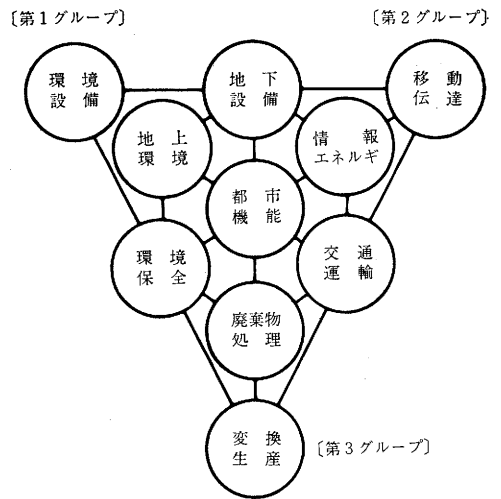 〔第1グループ〕
〔第2グループ〕
環境
設備
地下
設備
移動
伝達
地上
環境
情報
エネルギ
都市
機能
環境
保全
交通
運輸
廃棄物
処理
変換
生産
〔第3グループ〕